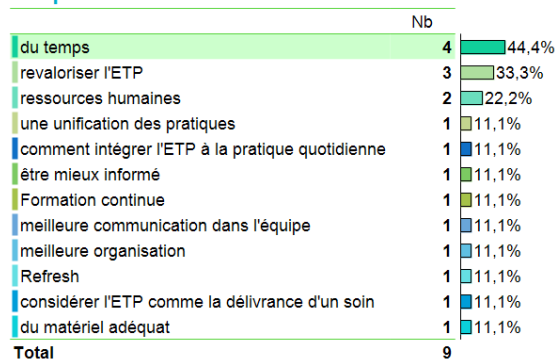 Nb
du temps 4 44,4%
revaloriser l'ETP 3 33,3%
ressources humaines 2 22,2%
une unification des pratiques 1 11,1%
comment intégrer l'ETP à la pratique quotidienne 1 11,1%
être mieux informé 1 11,1%
Formation continue 1 11,1%
meilleure communication dans l'équipe 1 11,1%
meilleure organisation 1 11,1%
Refresh 1 11,1%
considérer l'ETP comme la délivrance d'un soin 1 11,1%
du matériel adéquat 1 11,1%
Total 9